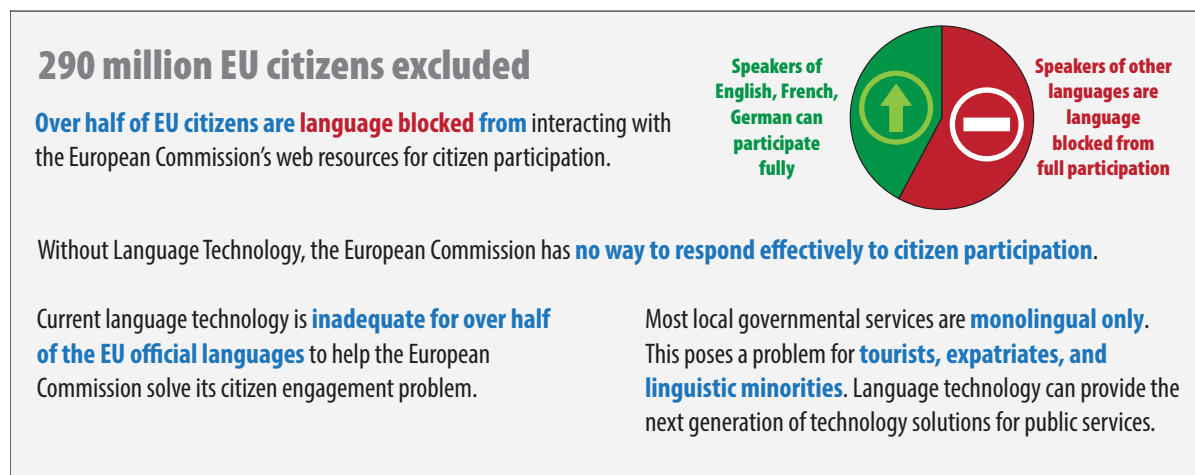 290 million EU citizens excluded
Over half of EU citizens are language blocked from interacting with
the European Commission's web resources for citizen participation.
Speakers of
English, French,
German can
participate
fully
Speakers of other
languages are
language
blocked from
full participation
Without Language Technology, the European Commission has no way to respond effectively to citizen participation.
Current language technology is inadequate for over half
of the EU official languages to help the European
Commission solve its citizen engagement problem.
Most local governmental services are monolingual only.
This poses a problem for tourists, expatriates, and
linguistic minorities. Language technology can provide the
next generation of technology solutions for public services.